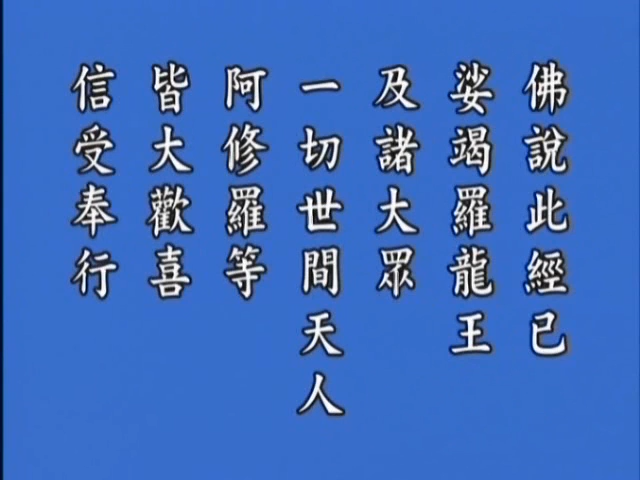 佛說此經已
娑竭羅龍王
及諸大眾
一切世間天人
阿修羅等
皆大歡喜
信受奉行